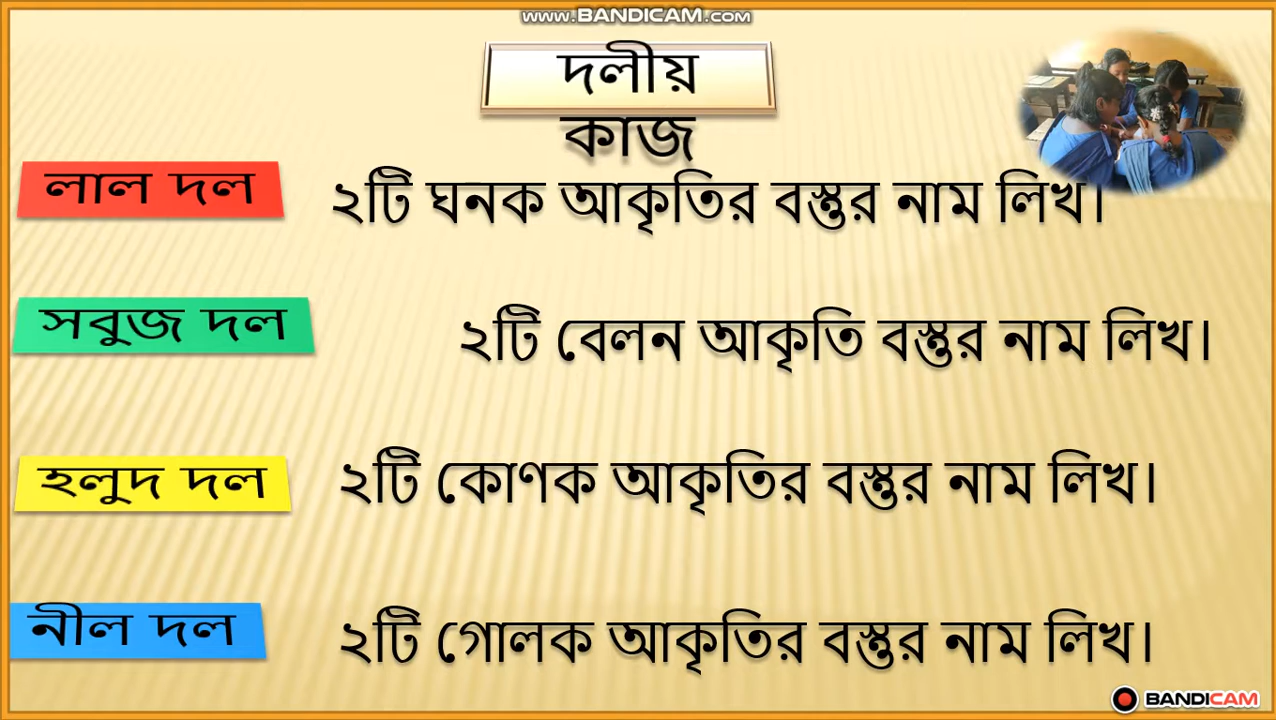 www.BANDICAM.com
দলীয়
কাজ
লাল দল
২টি ঘনক আকৃতির বস্তুর নাম লিখ।
সবুজ দল
২টি বেলন আকৃতি বস্তুর নাম লিখ।
হলুদ দল
২টি কোণক আকৃতির বস্তুর নাম লিখ।
নীল দল
২টি গোলক আকৃতির বস্তুর নাম লিখ।
BANDICAM